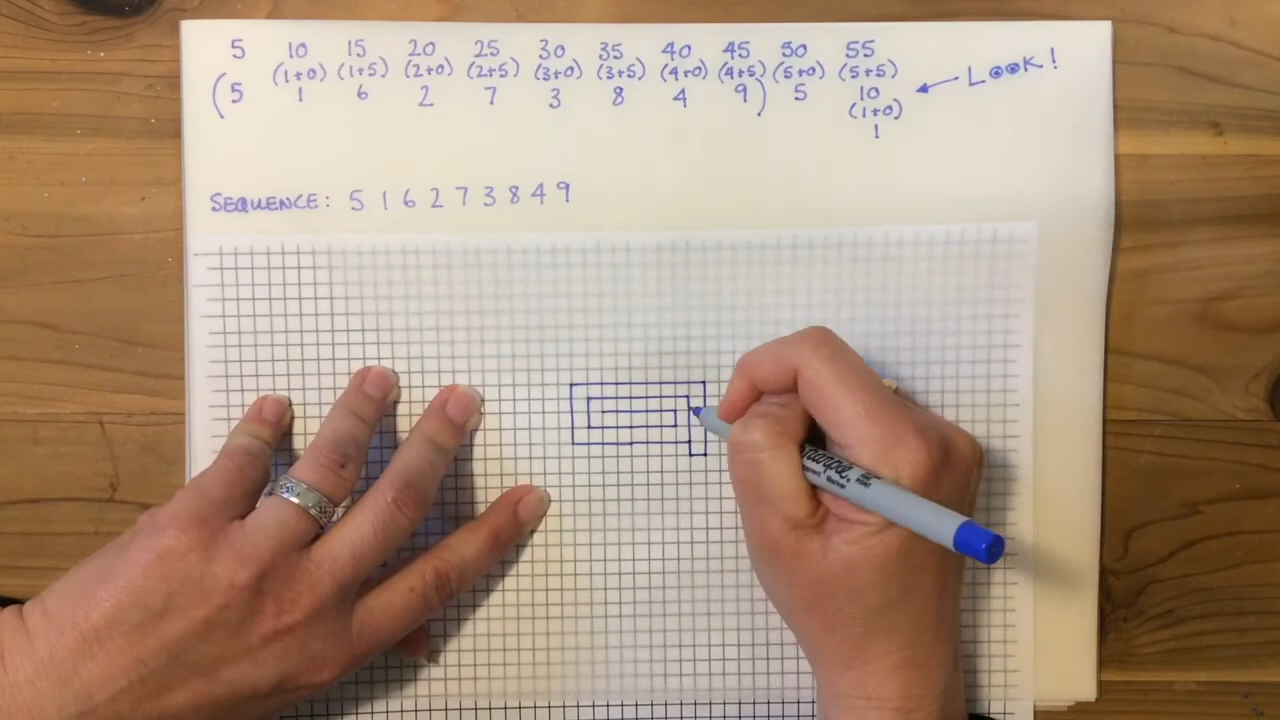 5 10 15 20 25 30 35 40 45 50 55
(1+0) (1+5) (2+0) (2+5) (3+0) (3+5) (4+0) (4+5) (5+0) (5+5) ← LOOK!
(5 1 6 2 7 3 8 4 9) 5 10
(1+0)
1
SEQUENCE: 5 1 6 2 7 3 8 4 9
Sharpie